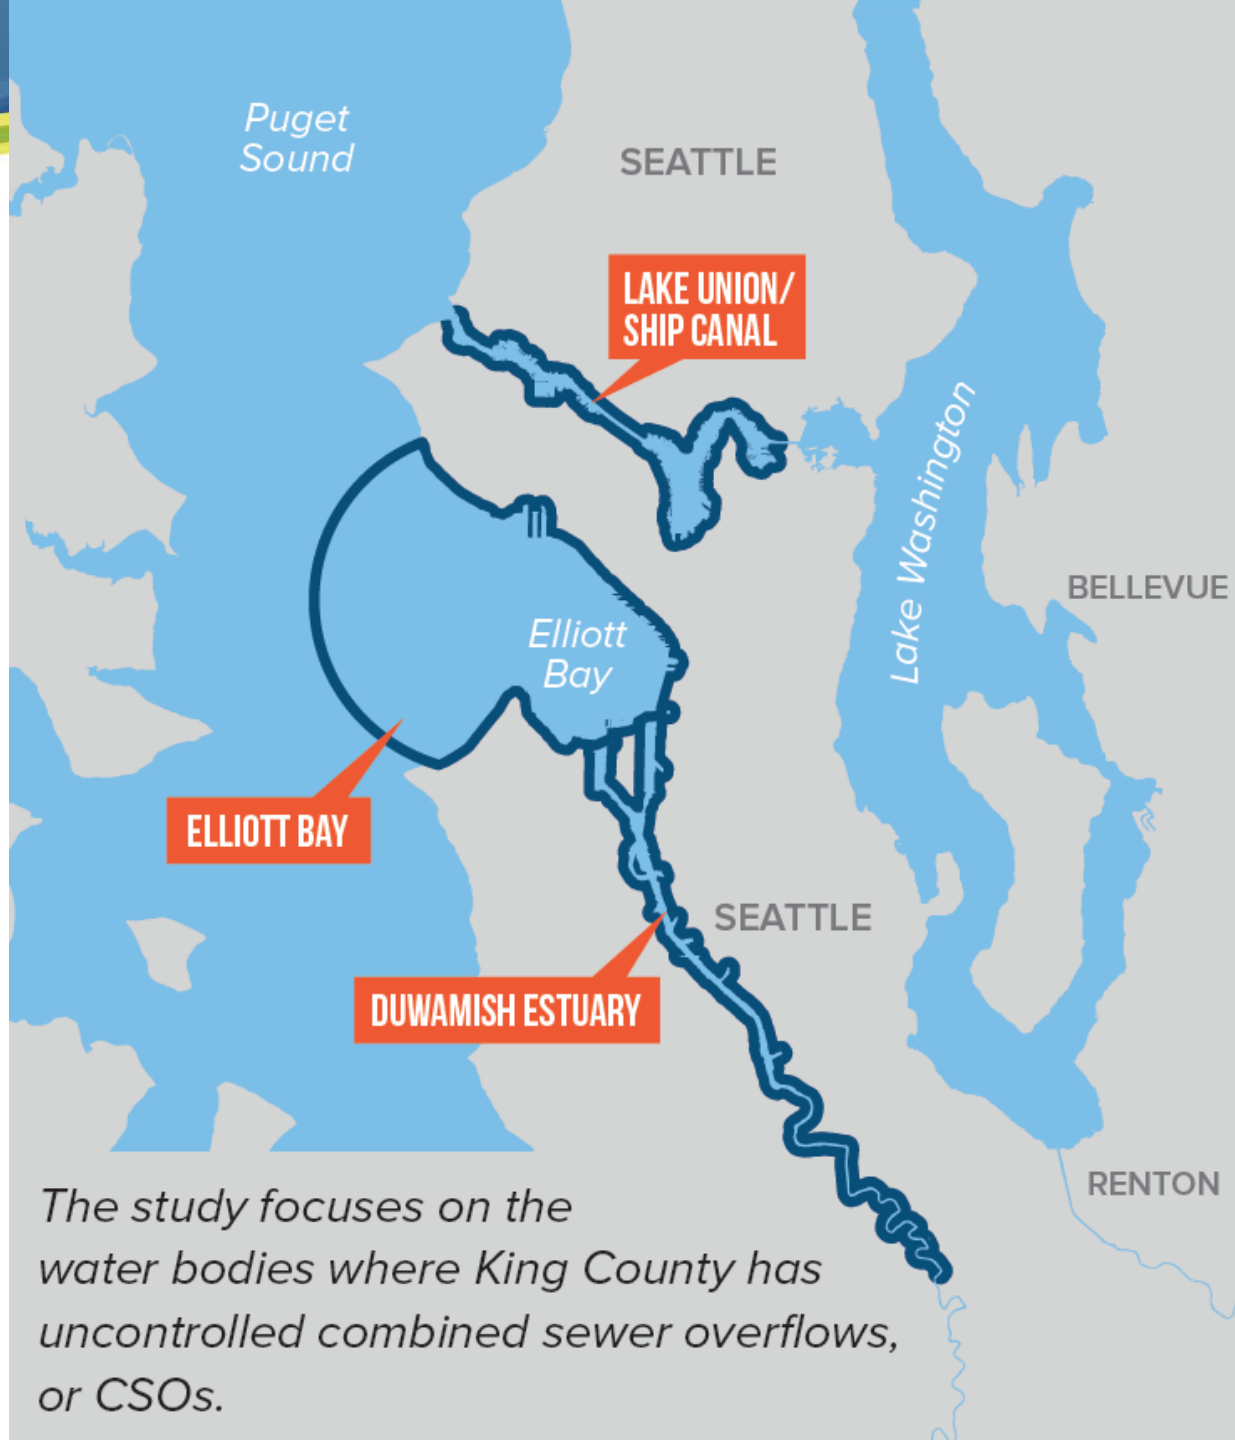 Puget
Sound
SEATTLE
LAKE UNION/
SHIP CANAL
Lake Washington
BELLEVUE
Elliott
Bay
ELLIOTT BAY
SEATTLE
DUWAMISH ESTUARY
RENTON
The study focuses on the
water bodies where King County has
uncontrolled combined sewer overflows,
or CSOs.